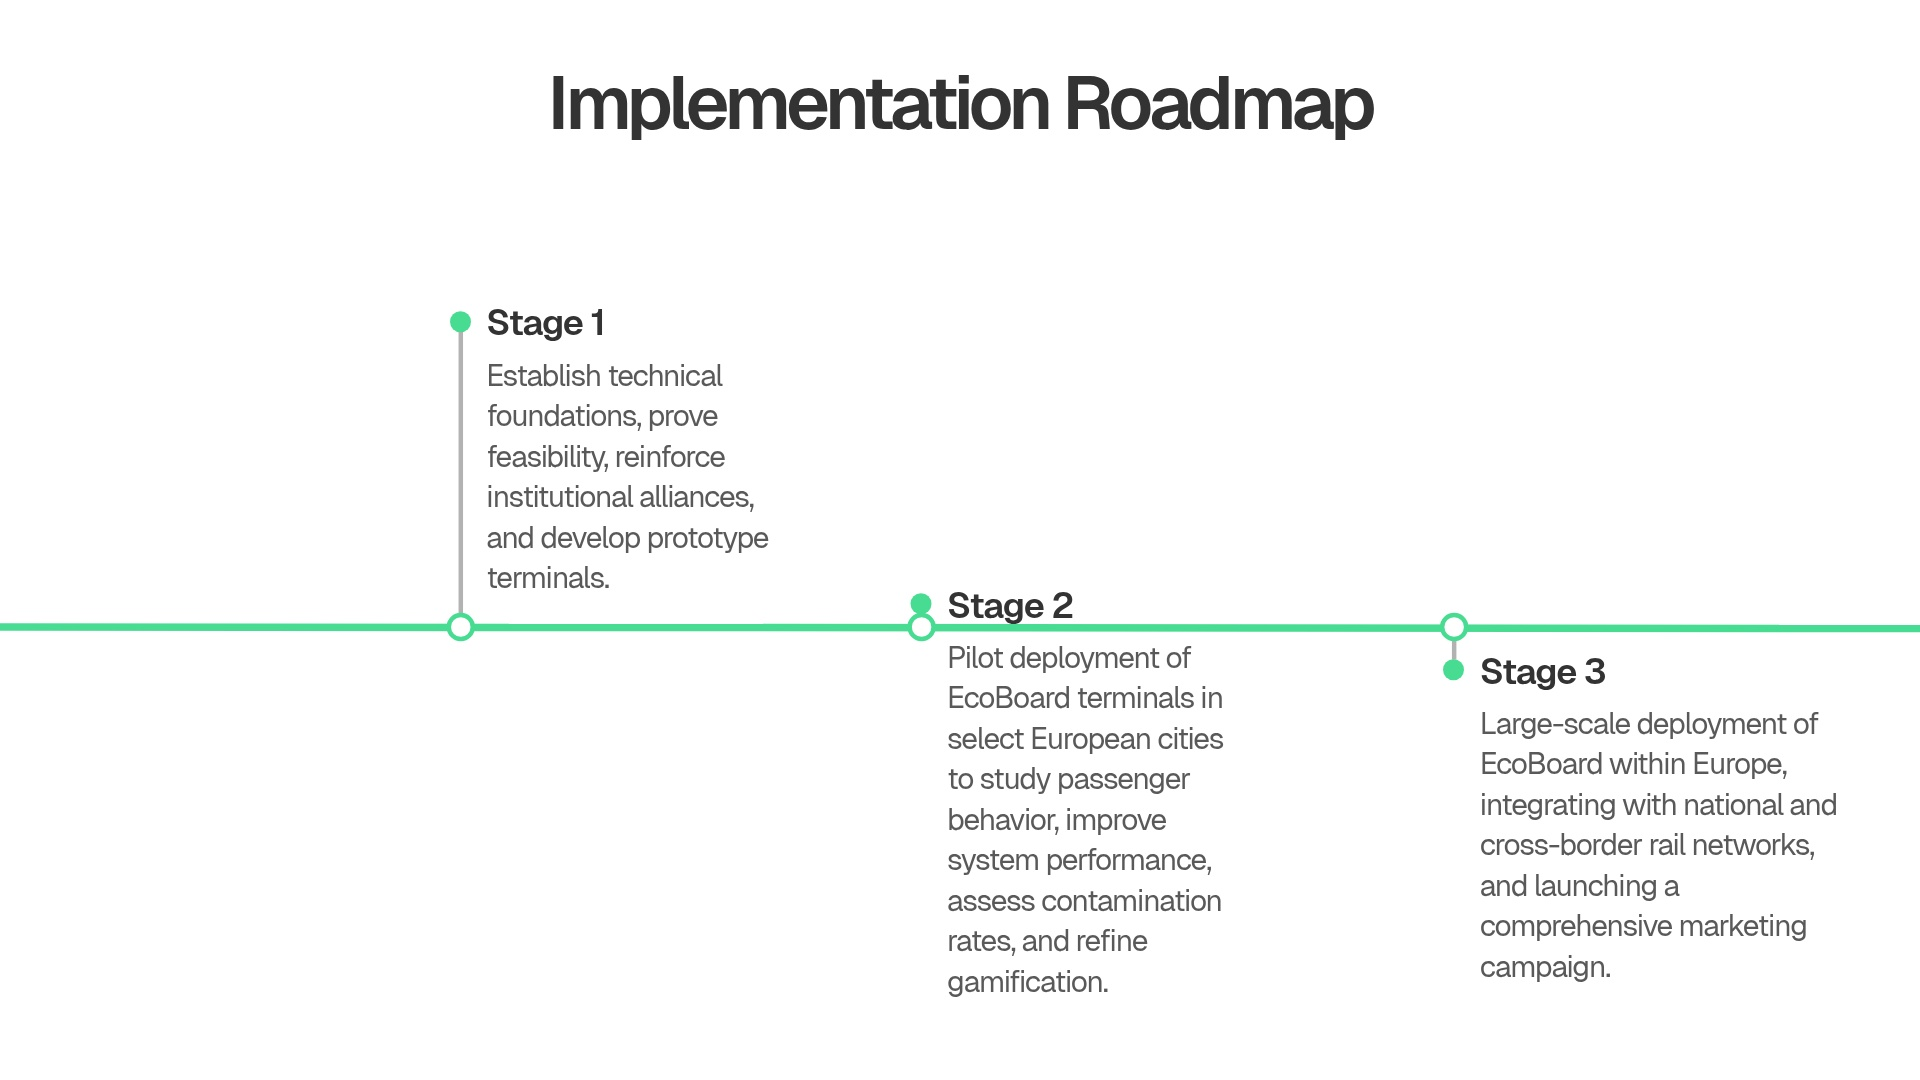 Implementation Roadmap
Stage 1
Establish technical
foundations, prove
feasibility, reinforce
institutional alliances,
and develop prototype
terminals.
Stage 2
Pilot deployment of
EcoBoard terminals in
select European cities
to study passenger
behavior, improve
system performance,
assess contamination
rates, and refine
gamification.
Stage 3
Large-scale deployment of
EcoBoard within Europe,
integrating with national and
cross-border rail networks,
and launching a
comprehensive marketing
campaign.